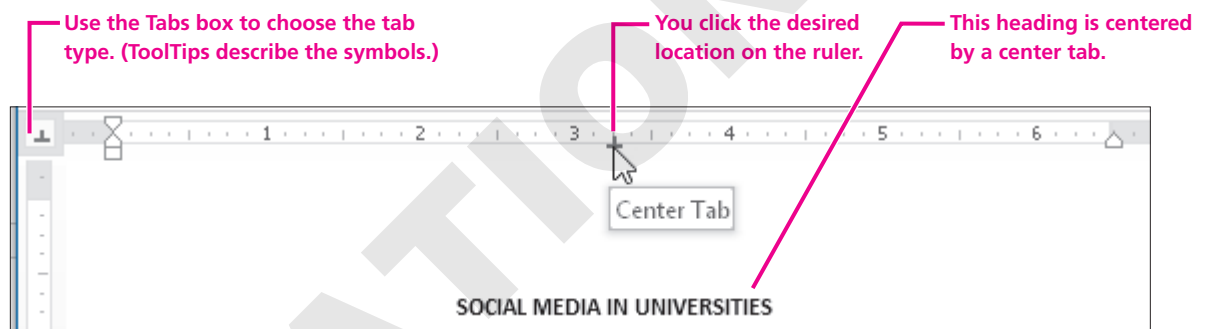 Use the Tabs box to choose the tab
type. (ToolTips describe the symbols.)
You click the desired
location on the ruler.
This heading is centered
by a center tab.
1 2 3 4 5 6
Center Tab
SOCIAL MEDIA IN UNIVERSITIES
ATION